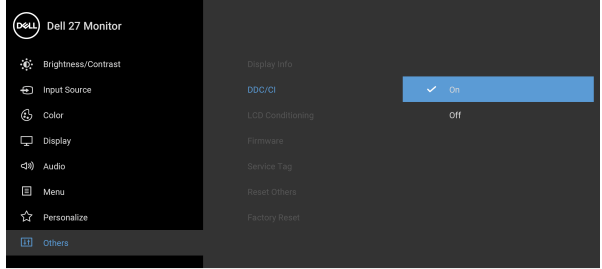 DELL Dell 27 Monitor
Brightness/Contrast
Input Source
Color
Display
Audio
Menu
Personalize
Others
Display Info
DDC/CI
LCD Conditioning
Firmware
Service Tag
Reset Others
Factory Reset
On
Off